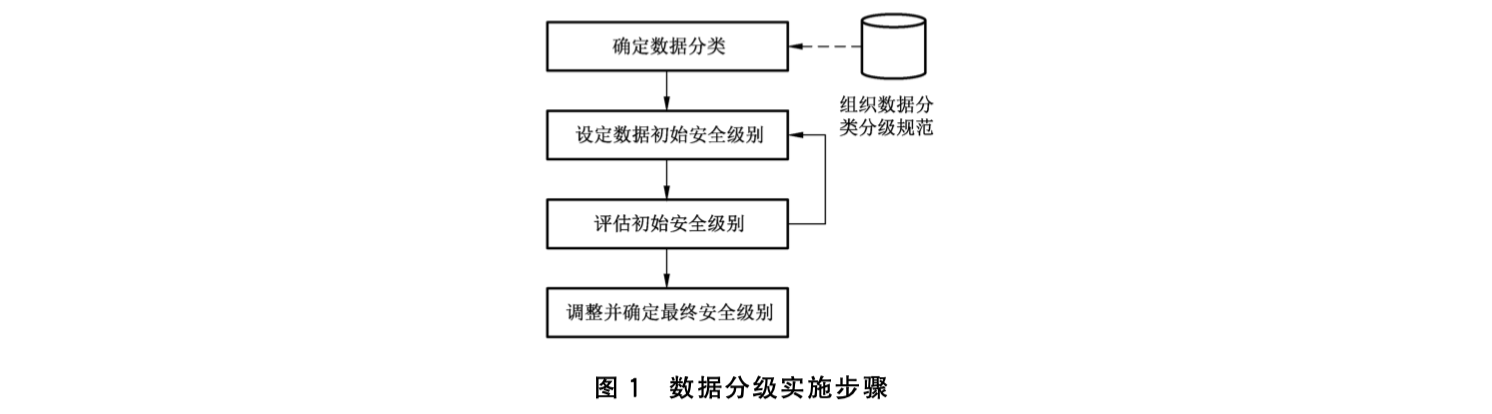 确定数据分类
组织数据分
类分级规范
设定数据初始安全级别
评估初始安全级别
调整并确定最终安全级别
图 1 数据分级实施步骤